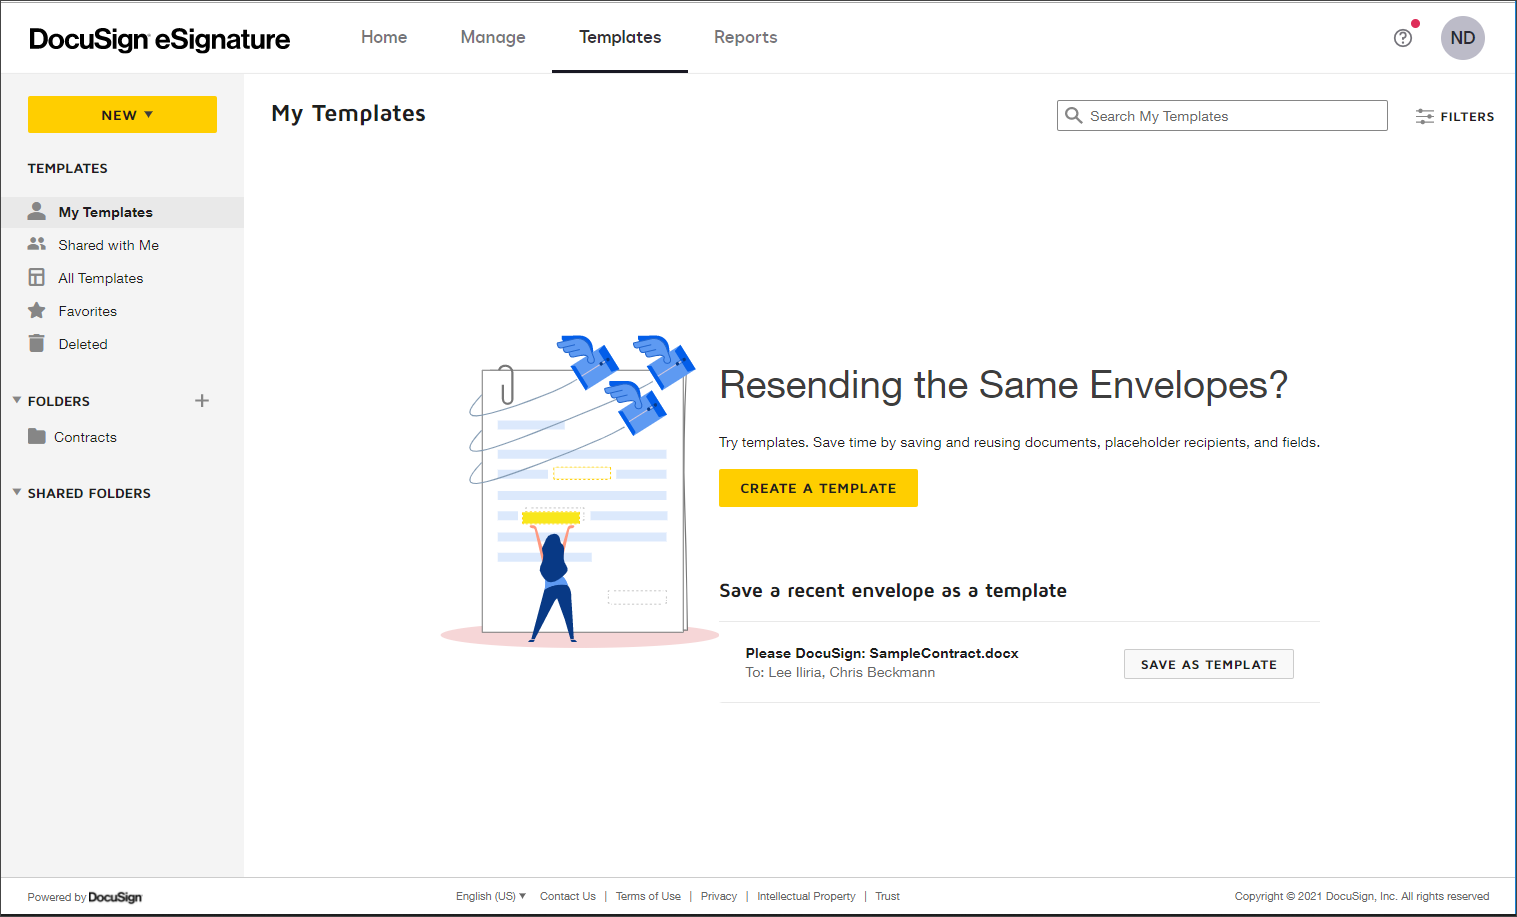 DocuSign eSignature
Home
Manage
Templates
Reports
ND
NEW
TEMPLATES
My Templates
Shared with Me
All Templates
Favorites
Deleted
FOLDERS
Contracts
SHARED FOLDERS
My Templates
Search My Templates
FILTERS
Resending the Same Envelopes?
Try templates. Save time by saving and reusing documents, placeholder recipients, and fields.
CREATE A TEMPLATE
Save a recent envelope as a template
Please DocuSign: SampleContract.docx
To: Lee Iliria, Chris Beckmann
SAVE AS TEMPLATE
Powered by DocuSign
English (US)
Contact Us | Terms of Use | Privacy | Intellectual Property | Trust
Copyright © 2021 DocuSign, Inc. All rights reserved